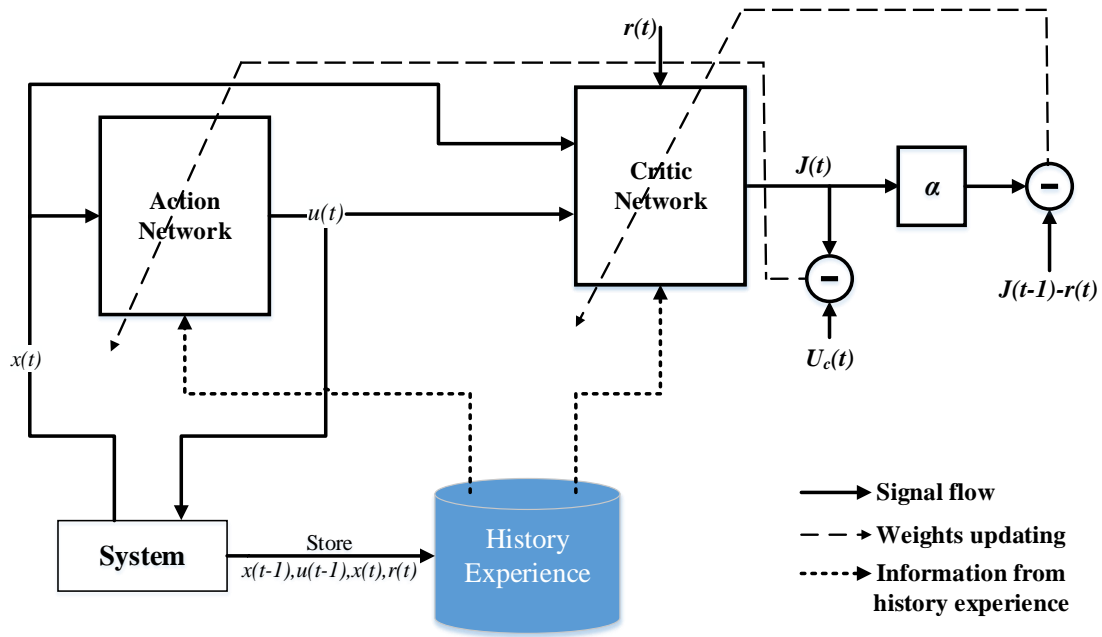 r(t)
Action
Network
u(t)
Critic
Network
J(t)
α
-
-
J(t-1)-r(t)
U_c(t)
x(t)
System
Store
x(t-1),u(t-1),x(t),r(t)
History
Experience
Signal flow
Weights updating
Information from
history experience